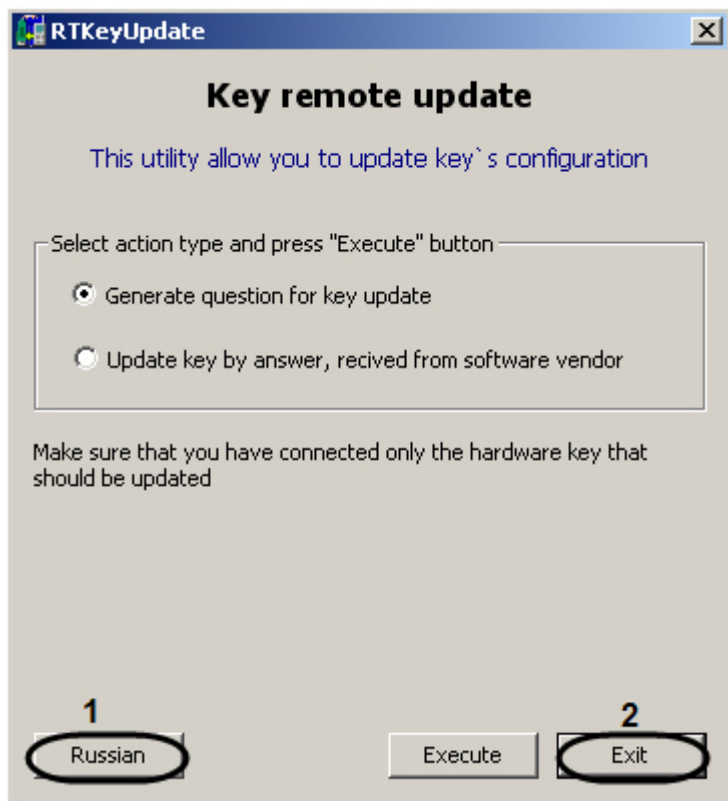 RTKeyUpdate
Key remote update
This utility allow you to update key`s configuration
Select action type and press "Execute" button
Generate question for key update
Update key by answer, recived from software vendor
Make sure that you have connected only the hardware key that
should be updated
1
2
Russian
Execute
Exit